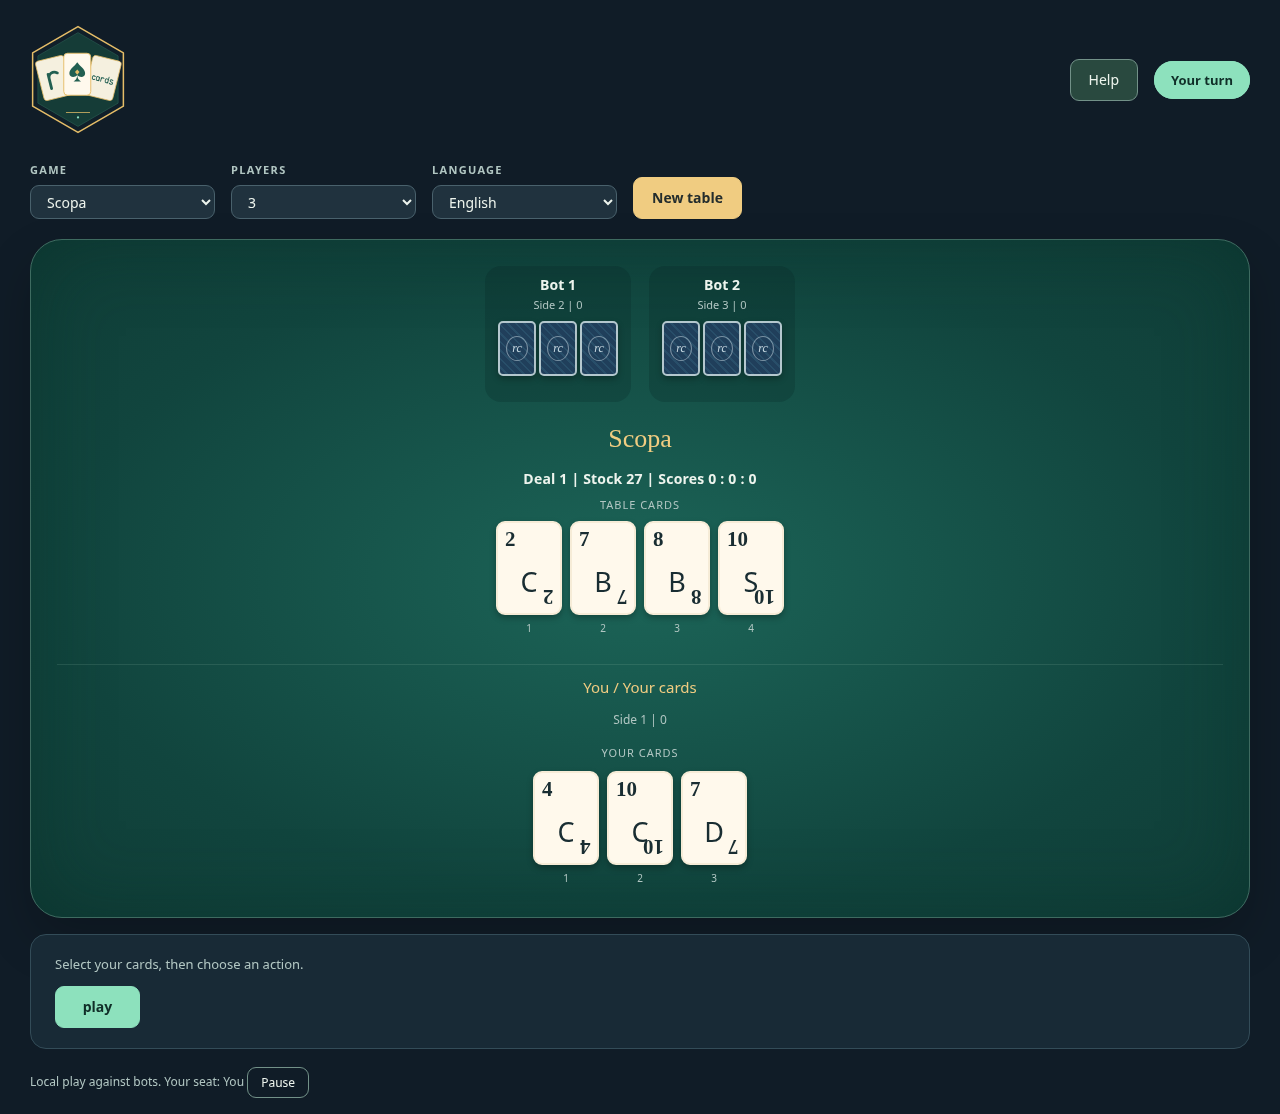 r cards
Help
Your turn
GAME
PLAYERS
LANGUAGE
Scopa
3
English
New table
Bot 1
Side 2 | 0
rc rc rc
Bot 2
Side 3 | 0
rc rc rc
Scopa
Deal 1 | Stock 27 | Scores 0 : 0 : 0
TABLE CARDS
2 C 2
7 B 7
8 B 8
10 S 10
1 2 3 4
You / Your cards
Side 1 | 0
YOUR CARDS
4 C 4
10 C 10
7 D 7
1 2 3
Select your cards, then choose an action.
play
Local play against bots. Your seat: You Pause